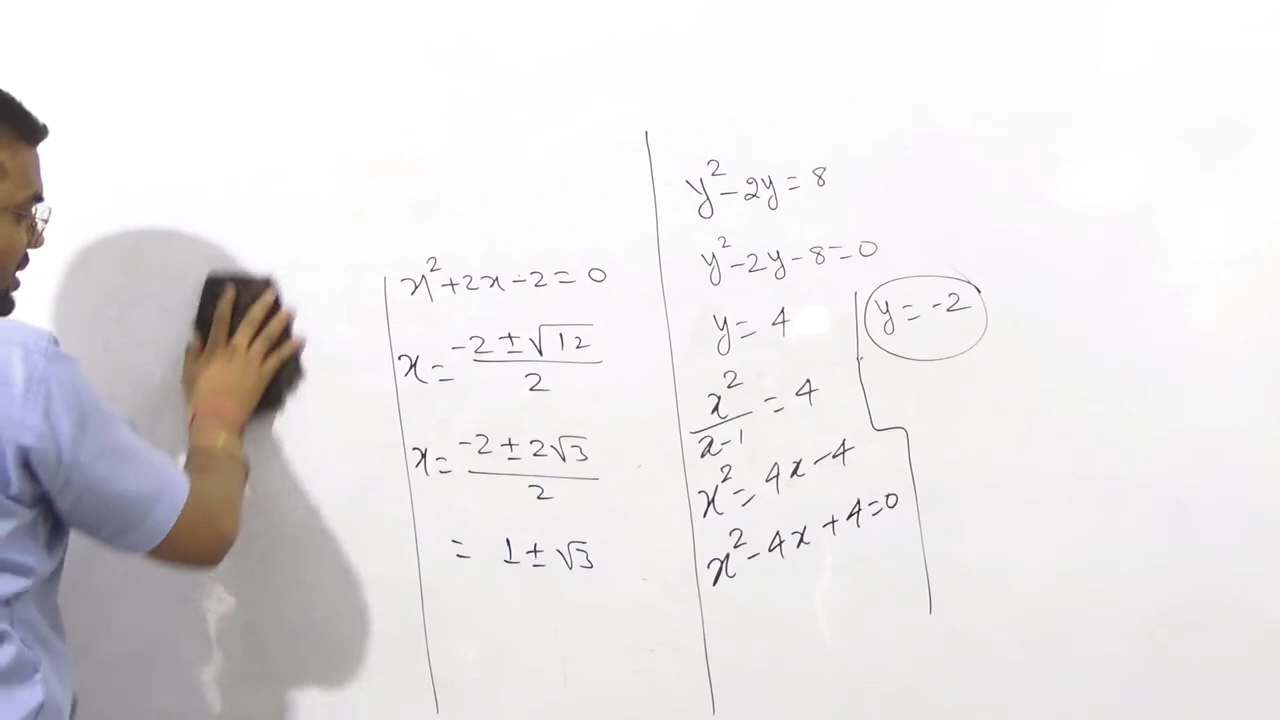 x²+2x-2=0
x= -2±√12 / 2
x= -2±2√3 / 2
= 1±√3
y²-2y=8
y²-2y-8=0
y= 4
x²/x-1 = 4
x²= 4x-4
x²-4x+4=0
y= -2